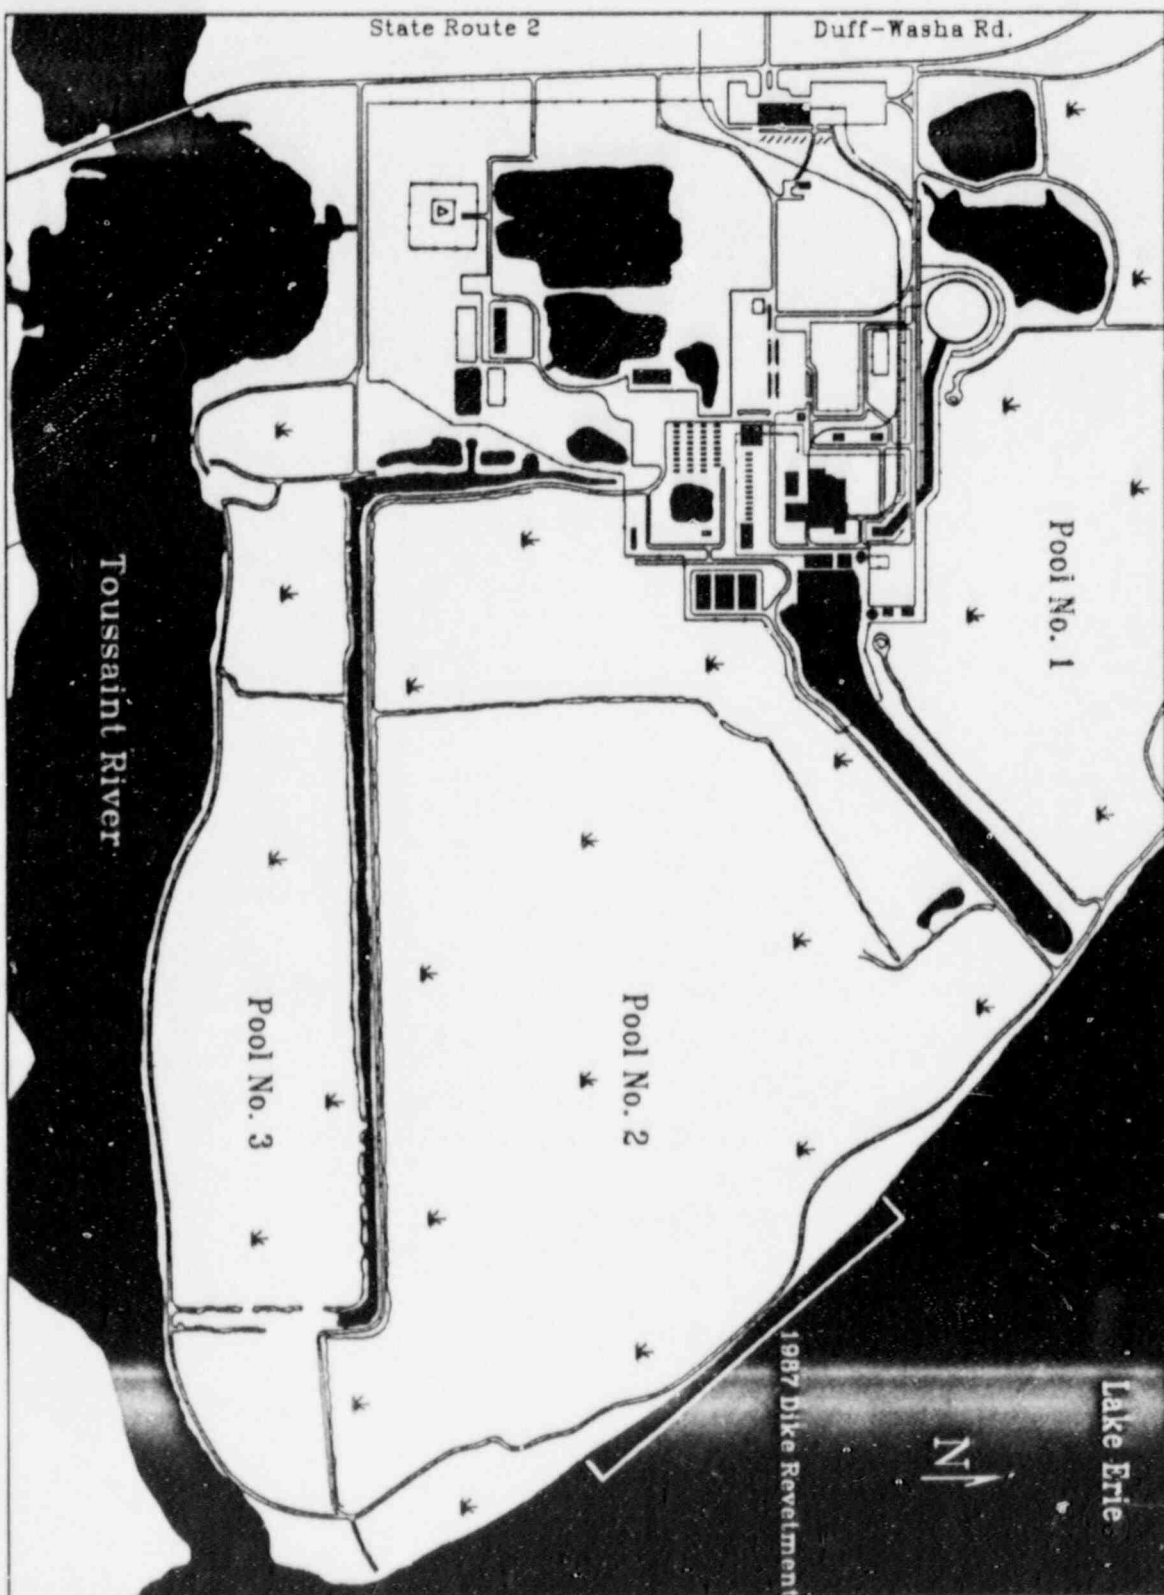 State Route 2
Duff-Washa Rd.
Pool No. 1
Toussaint River
Pool No. 2
Pool No. 3
1987 Dike Revetment
Lake Erie
N